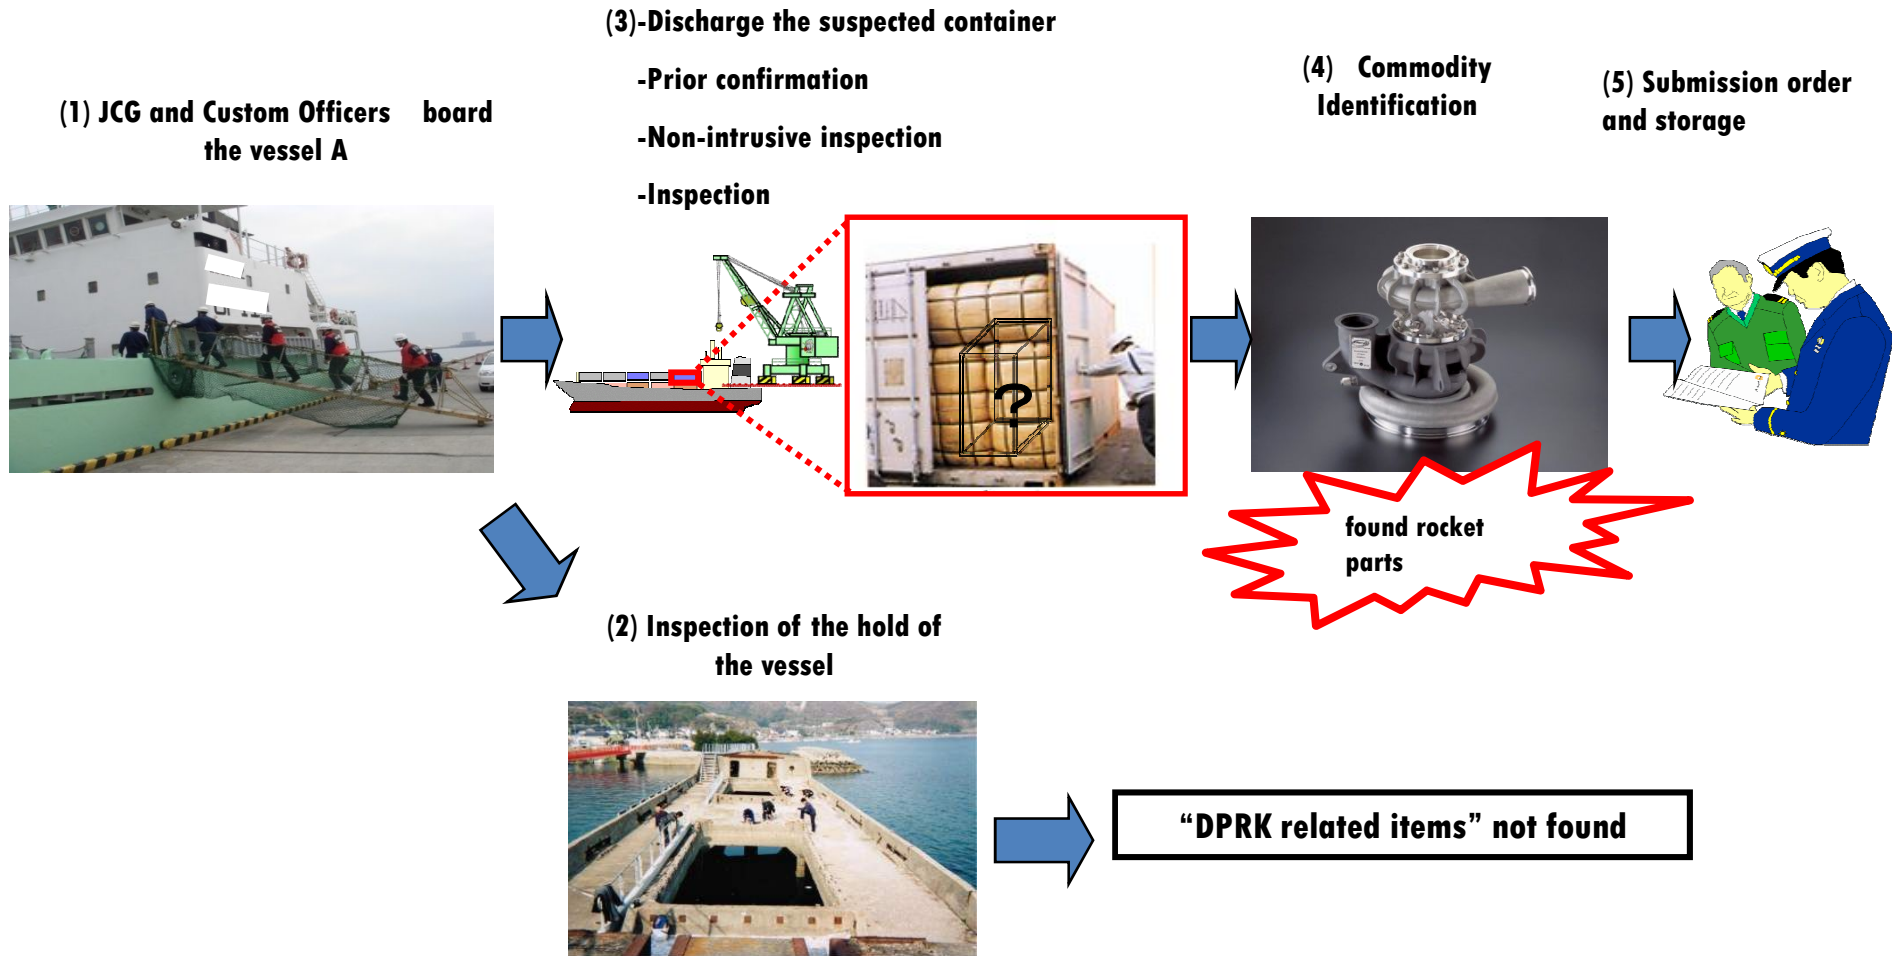 (1) JCG and Custom Officers board
the vessel A
(3)-Discharge the suspected container
-Prior confirmation
-Non-intrusive inspection
-Inspection
(4) Commodity
Identification
(5) Submission order
and storage
?
found rocket
parts
(2) Inspection of the hold of
the vessel
“DPRK related items” not found